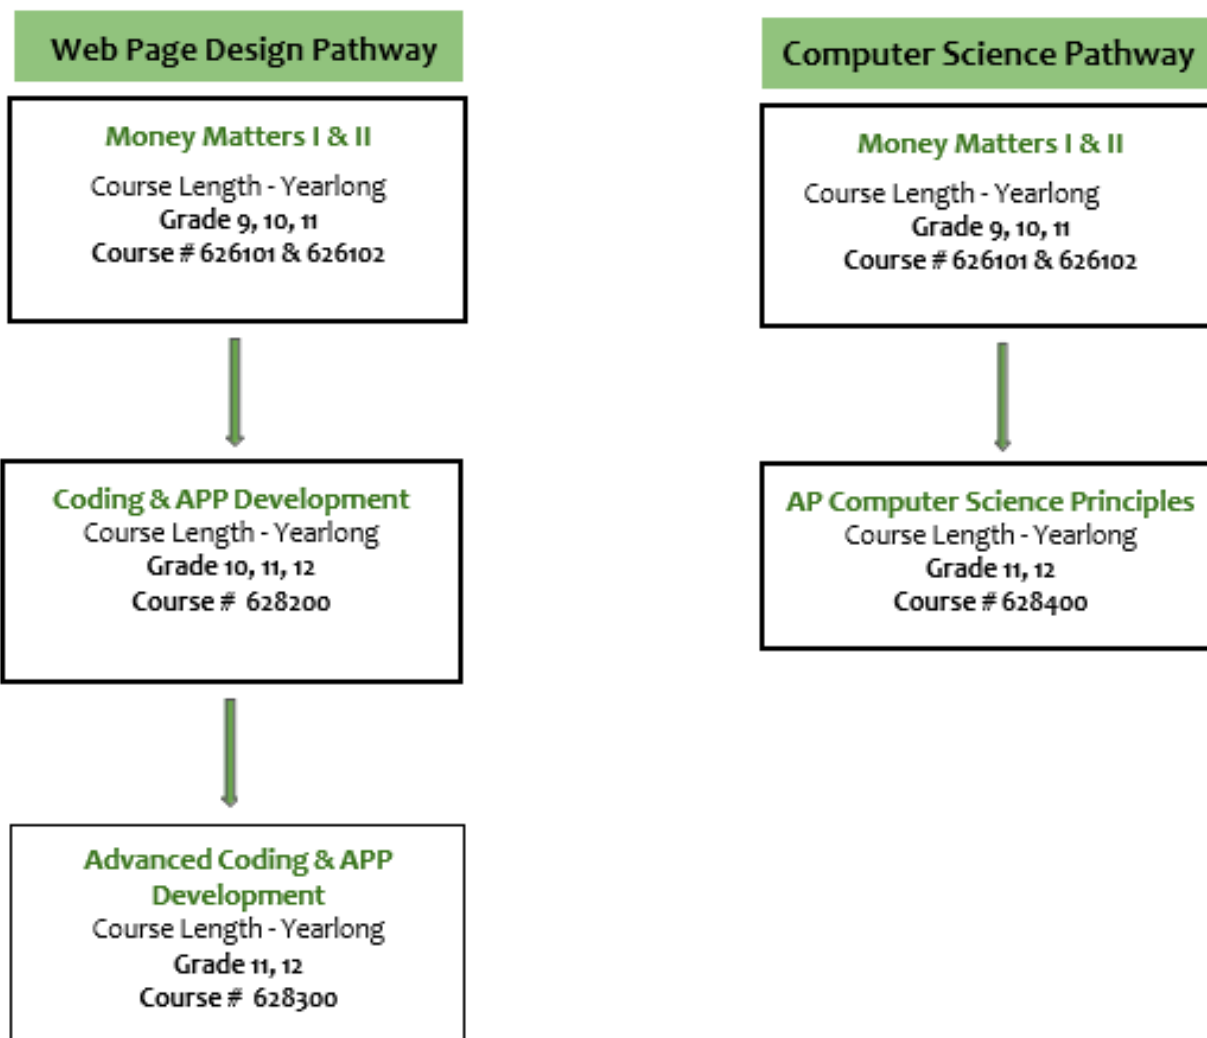 Web Page Design Pathway
Money Matters I & II
Course Length - Yearlong
Grade 9, 10, 11
Course # 626101 & 626102
Coding & APP Development
Course Length - Yearlong
Grade 10, 11, 12
Course # 628200
Advanced Coding & APP
Development
Course Length - Yearlong
Grade 11, 12
Course # 628300
Computer Science Pathway
Money Matters I & II
Course Length - Yearlong
Grade 9, 10, 11
Course # 626101 & 626102
AP Computer Science Principles
Course Length - Yearlong
Grade 11, 12
Course # 628400